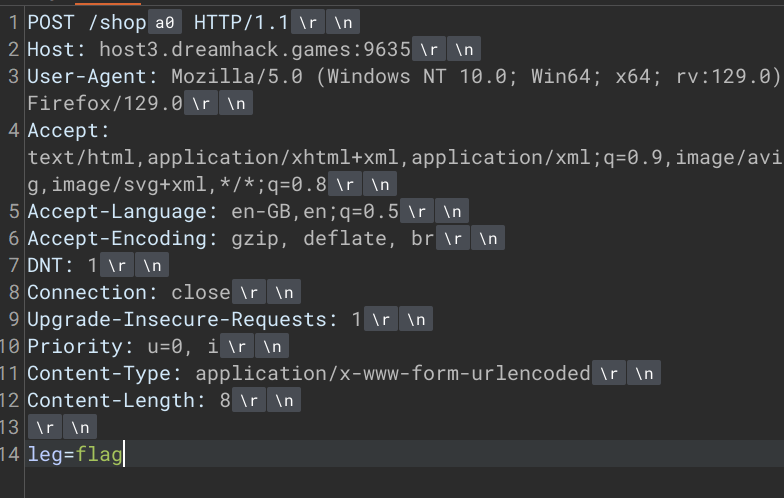 1 POST /shop a0 HTTP/1.1 \r \n
2 Host: host3.dreamhack.games:9635 \r \n
3 User-Agent: Mozilla/5.0 (Windows NT 10.0; Win64; x64; rv:129.0)
Firefox/129.0 \r \n
4 Accept:
text/html,application/xhtml+xml,application/xml;q=0.9,image/avi
g,image/svg+xml,*/*;q=0.8 \r \n
5 Accept-Language: en-GB,en;q=0.5 \r \n
6 Accept-Encoding: gzip, deflate, br \r \n
7 DNT: 1 \r \n
8 Connection: close \r \n
9 Upgrade-Insecure-Requests: 1 \r \n
10 Priority: u=0, i \r \n
11 Content-Type: application/x-www-form-urlencoded \r \n
12 Content-Length: 8 \r \n
13 \r \n
14 leg=flag